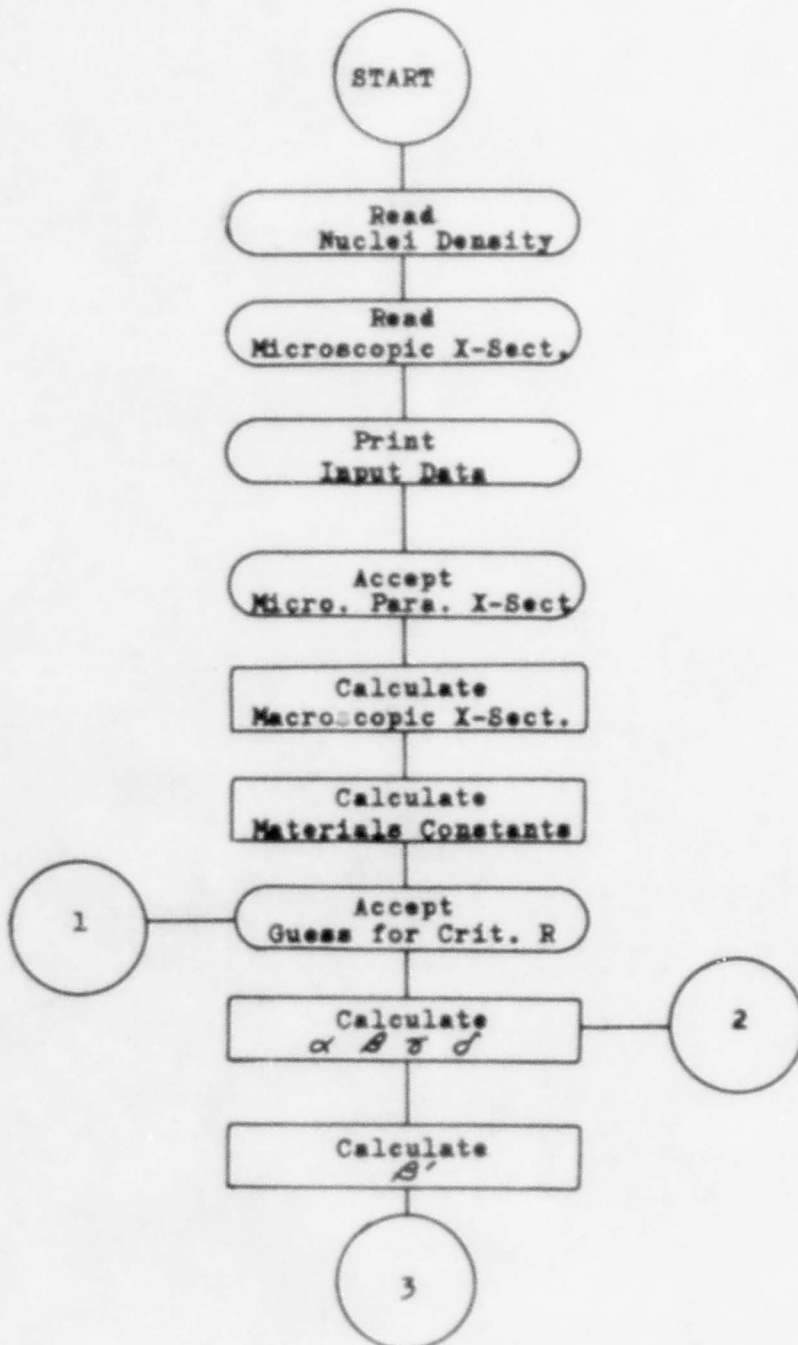 START
Read
Nuclei Density
Read
Microscopic X-Sect.
Print
Input Data
Accept
Micro. Para. X-Sect
Calculate
Macroscopic X-Sect.
Calculate
Materials Constants
1
Accept
Guess for Crit. R
Calculate
α β γ δ
2
Calculate
β'
3